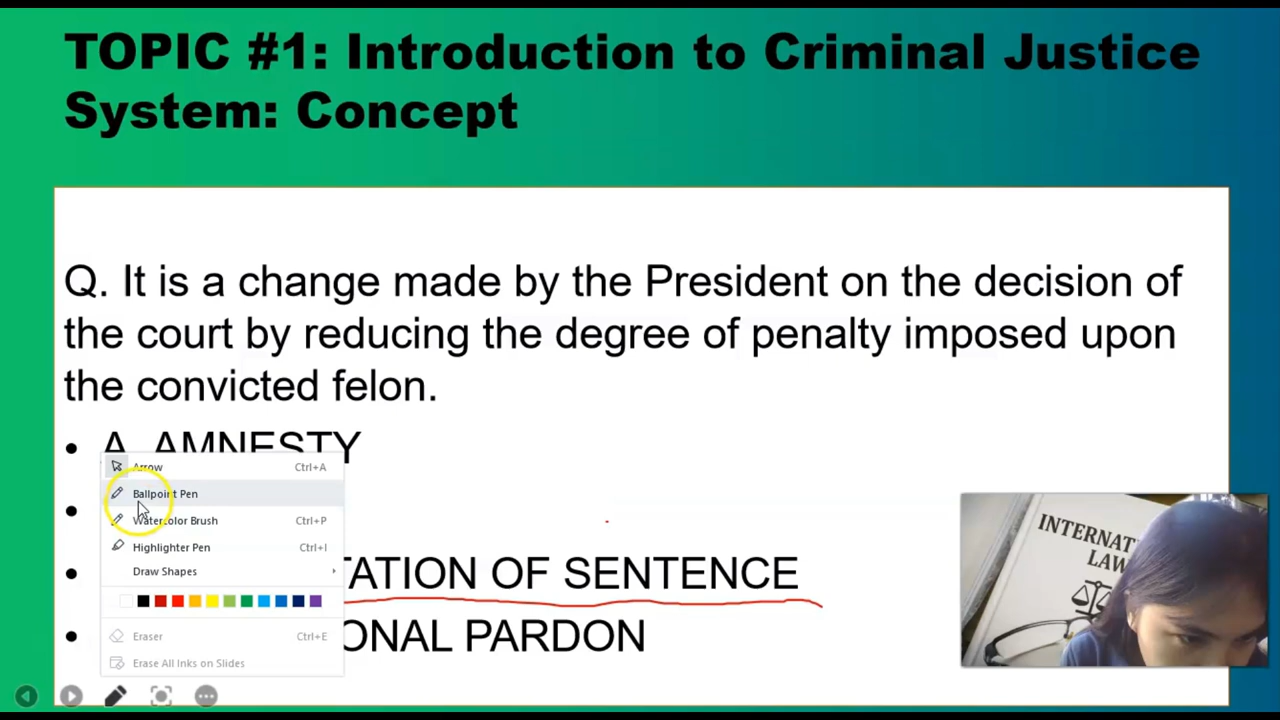 TOPIC #1: Introduction to Criminal Justice
System: Concept
Q. It is a change made by the President on the decision of
the court by reducing the degree of penalty imposed upon
the convicted felon.
• A. AMNESTY
•
• TATION OF SENTENCE
• ONAL PARDON
Arrow Ctrl+A
Ballpoint Pen
Watercolor Brush Ctrl+P
Highlighter Pen Ctrl+I
Draw Shapes
Eraser Ctrl+E
Erase All Inks on Slides
INTERNAT
LAW